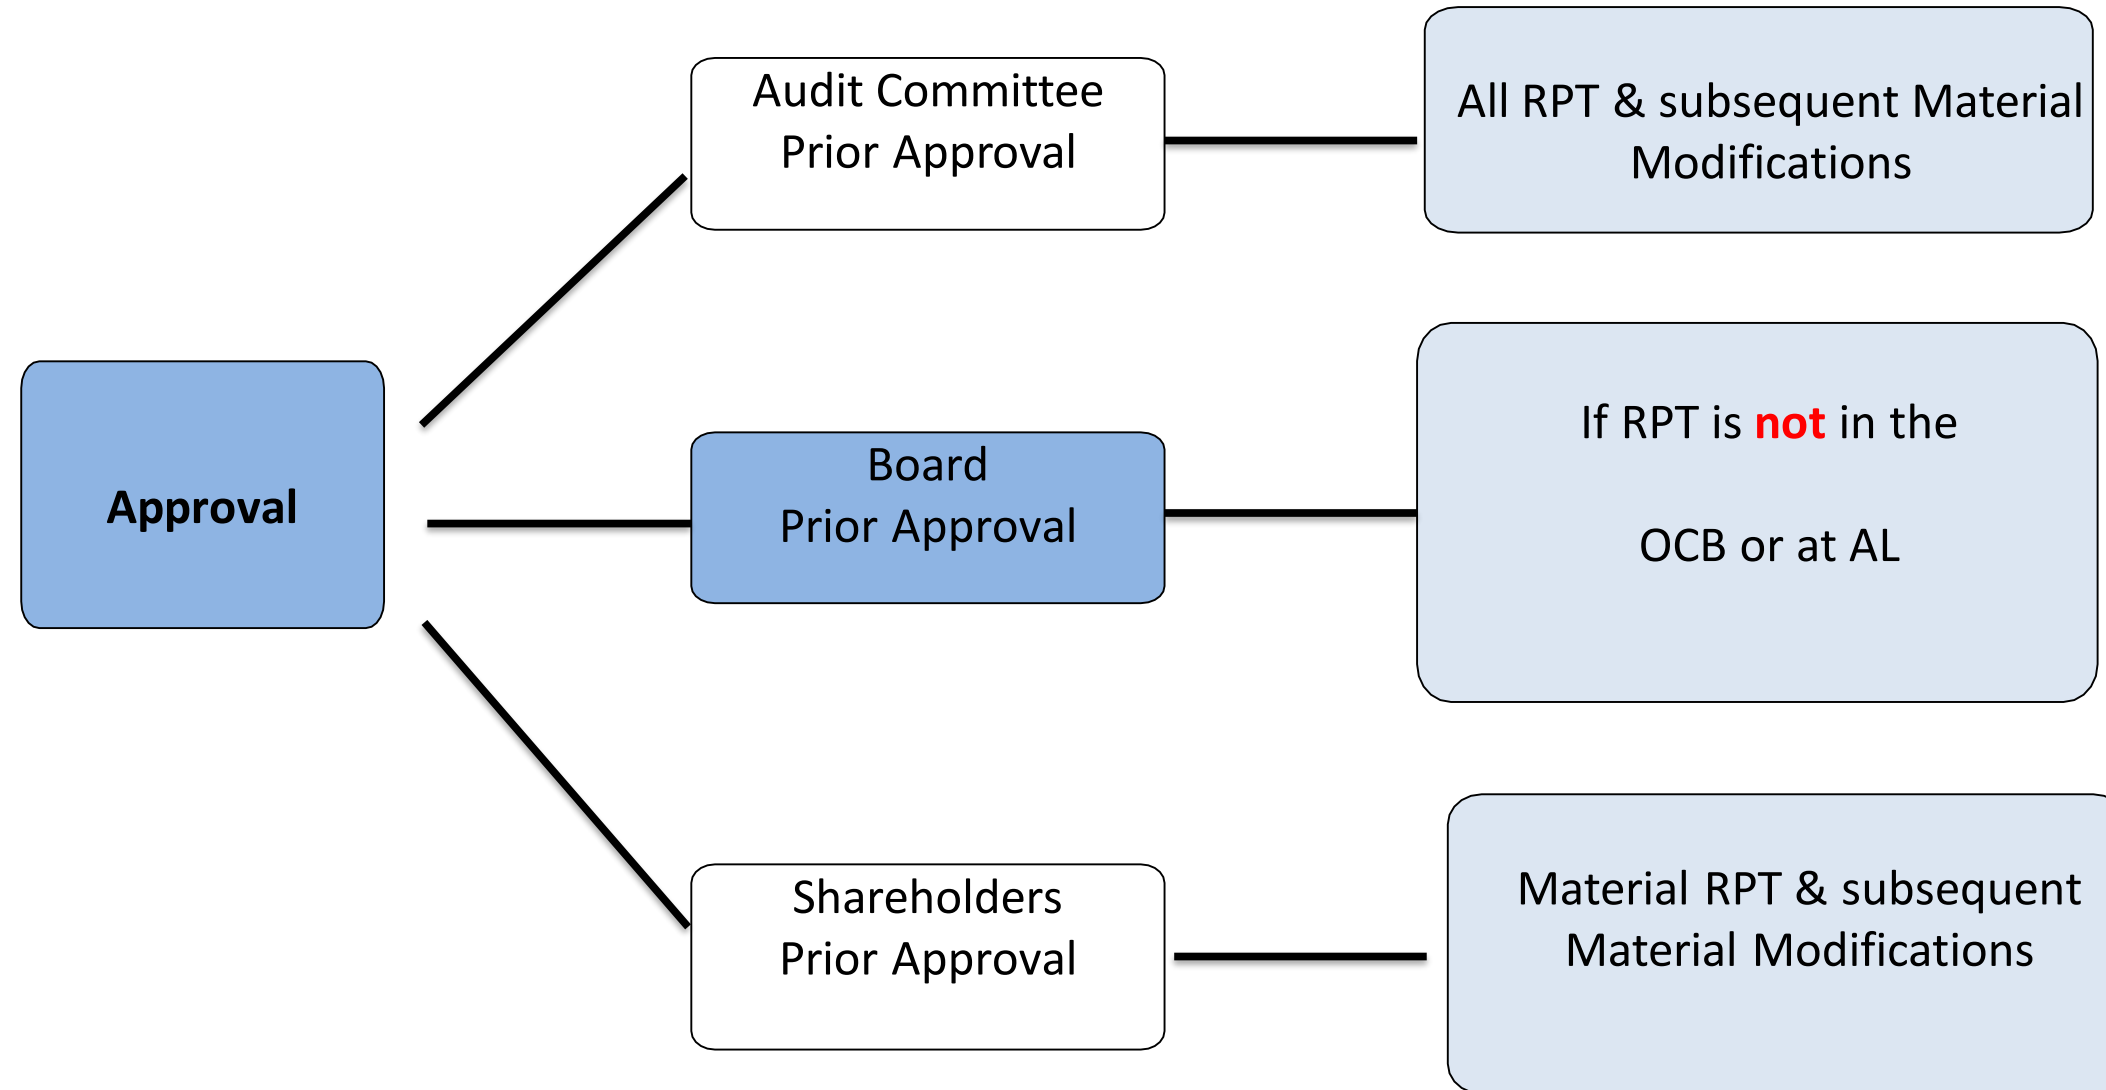 Audit Committee
Prior Approval
All RPT & subsequent Material
Modifications
Approval
Board
Prior Approval
If RPT is not in the
OCB or at AL
Shareholders
Prior Approval
Material RPT & subsequent
Material Modifications